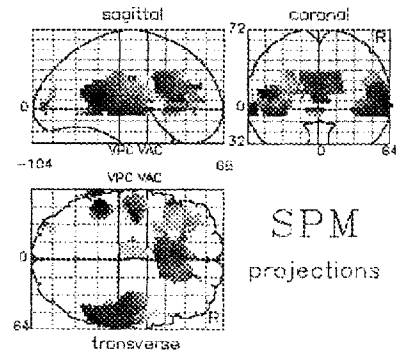 sagittal
coronal
72
R
0
0
32
VPC VAC
-104
68
0
64
VPC VAC
0
SPM
projections
64
R
transverse